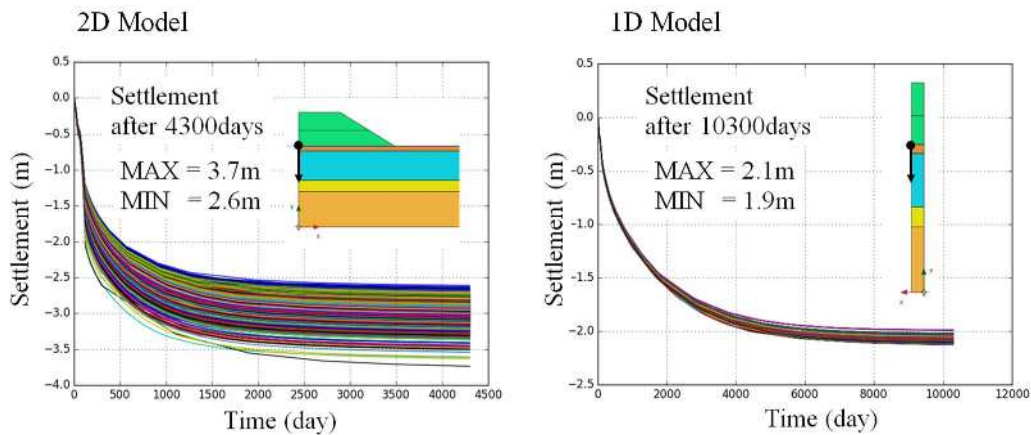 2D Model
Settlement
after 4300days
MAX = 3.7m
MIN = 2.6m
Settlement (m)
0.5
0.0
−0.5
−1.0
−1.5
−2.0
−2.5
−3.0
−3.5
−4.0
0 500 1000 1500 2000 2500 3000 3500 4000 4500
Time (day)
Y
x
1D Model
Settlement
after 10300days
MAX = 2.1m
MIN = 1.9m
Settlement (m)
0.5
0.0
−0.5
−1.0
−1.5
−2.0
−2.5
0 2000 4000 6000 8000 10000 12000
Time (day)
Y
x